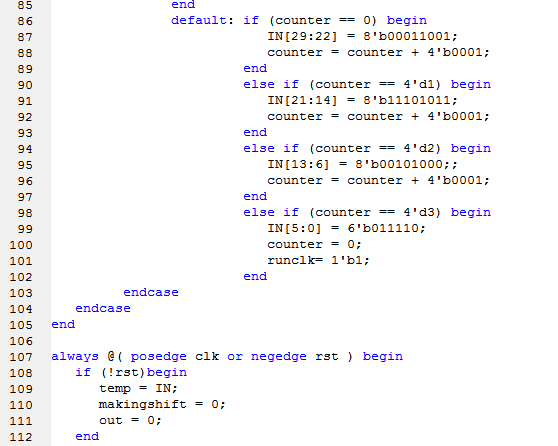 85 end
86 default: if (counter == 0) begin
87 IN[29:22] = 8'b00011001;
88 counter = counter + 4'b0001;
89 end
90 else if (counter == 4'd1) begin
91 IN[21:14] = 8'b11101011;
92 counter = counter + 4'b0001;
93 end
94 else if (counter == 4'd2) begin
95 IN[13:6] = 8'b00101000;;
96 counter = counter + 4'b0001;
97 end
98 else if (counter == 4'd3) begin
99 IN[5:0] = 6'b011110;
100 counter = 0;
101 runclk= 1'b1;
102 end
103 endcase
104 endcase
105 end
106
107 always @( posedge clk or negedge rst ) begin
108 if (!rst)begin
109 temp = IN;
110 makingshift = 0;
111 out = 0;
112 end